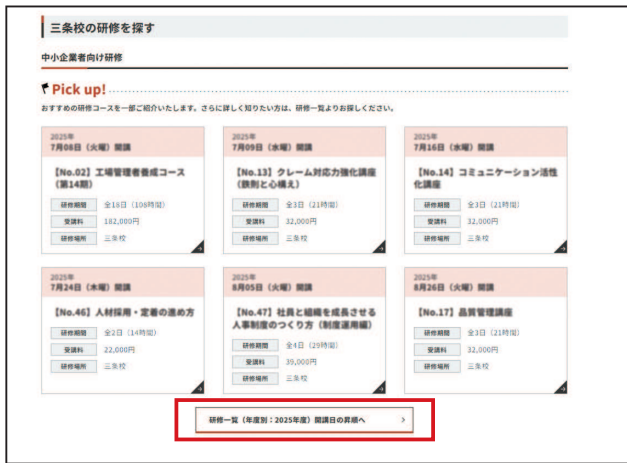 三条校の研修を探す
中小企業者向け研修
Pick up!
おすすめの研修コースを一部ご紹介いたします。さらに詳しく知りたい方は、研修一覧よりお探しください。
2025年
7月08日（火曜）開講
【No.02】工場管理者養成コース
（第14期）
研修期間 全18日（108時間）
受講料 182,000円
研修場所 三条校
2025年
7月09日（水曜）開講
【No.13】クレーム対応力強化講座
（鉄則と心構え）
研修期間 全3日（21時間）
受講料 32,000円
研修場所 三条校
2025年
7月16日（水曜）開講
【No.14】コミュニケーション活性
化講座
研修期間 全3日（21時間）
受講料 32,000円
研修場所 三条校
2025年
7月24日（木曜）開講
【No.46】人材採用・定着の進め方
研修期間 全2日（14時間）
受講料 22,000円
研修場所 三条校
2025年
8月05日（火曜）開講
【No.47】社員と組織を成長させる
人事制度のつくり方（制度運用編）
研修期間 全4日（29時間）
受講料 39,000円
研修場所 三条校
2025年
8月26日（火曜）開講
【No.17】品質管理講座
研修期間 全3日（21時間）
受講料 32,000円
研修場所 三条校
研修一覧（年度別：2025年度）開講日の昇順へ